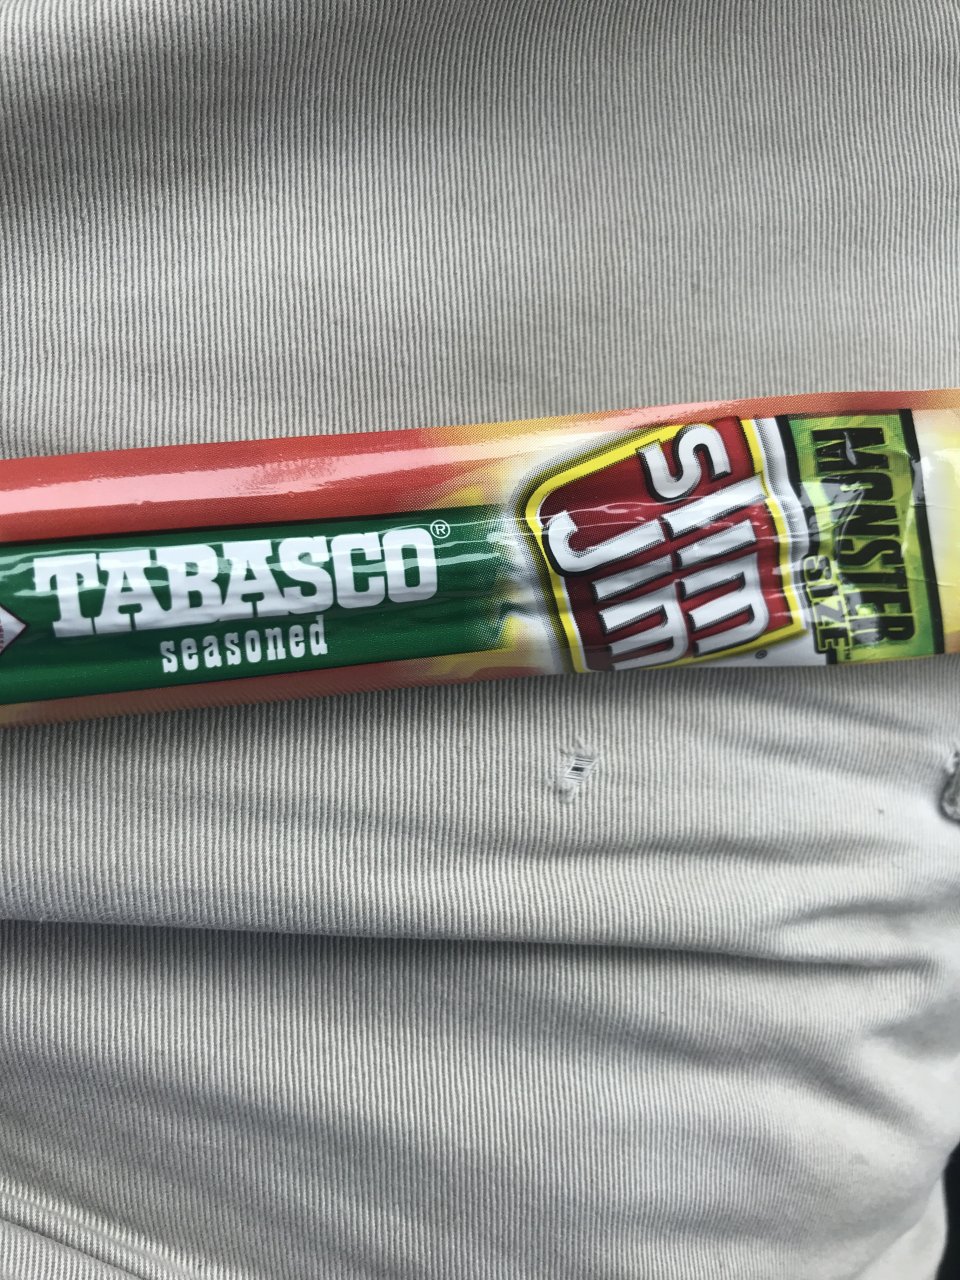 TABASCO®
seasoned
Slim
Jim
MONSTER
SIZE